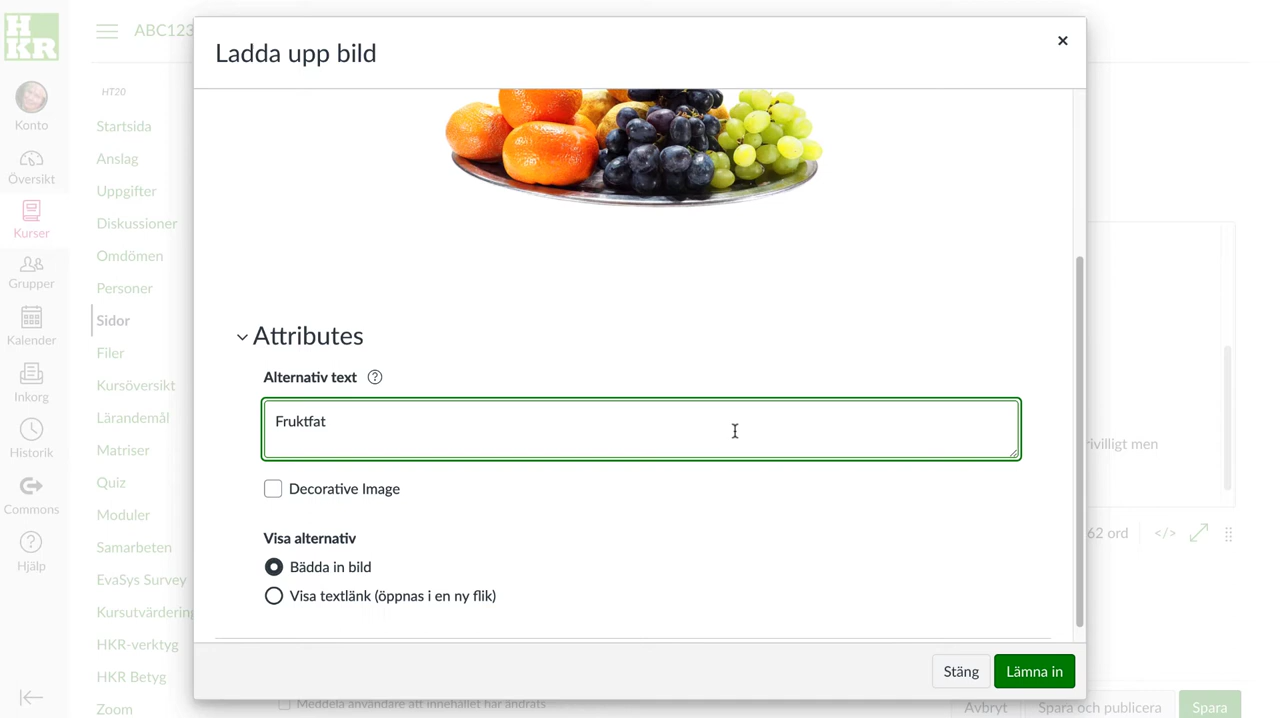 HKR
Konto
Översikt
Kurser
Grupper
Kalender
Inkorg
Historik
Commons
Hjälp
ABC123
HT20
Startsida
Anslag
Uppgifter
Diskussioner
Omdömen
Personer
Sidor
Filer
Kursöversikt
Lärandemål
Matriser
Quiz
Moduler
Samarbeten
EvaSys Survey
Kursutvärdering
HKR-verktyg
HKR Betyg
Zoom
Ladda upp bild
×
Attributes
Alternativ text ?
Fruktfat
Decorative Image
Visa alternativ
Bädda in bild
Visa textlänk (öppnas i en ny flik)
Stäng
Lämna in
rivilligt men
62 ord
</>
Meddela användare att innehållet har ändrats
Avbryt
Spara och publicera
Spara